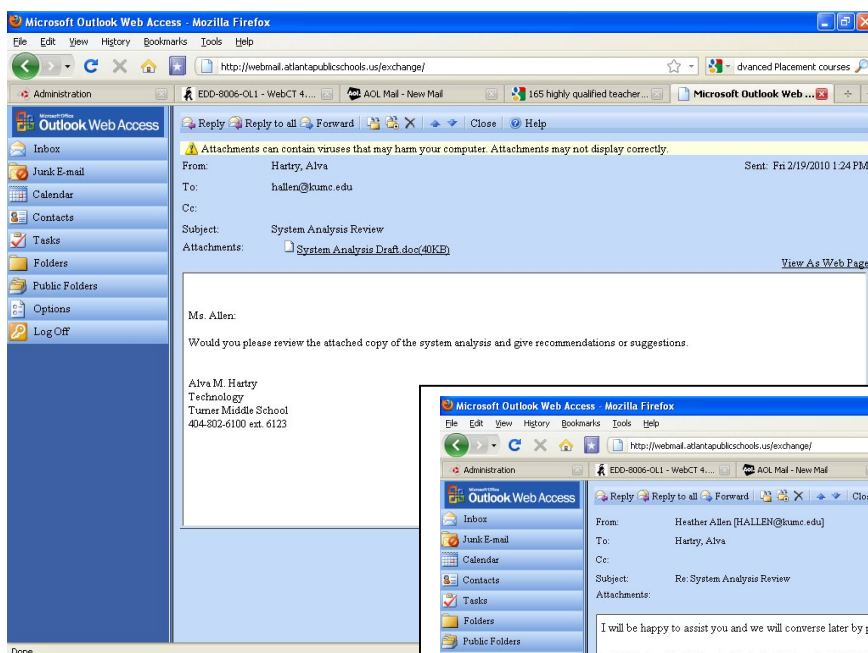 Microsoft Outlook Web Access - Mozilla Firefox
File Edit View History Bookmarks Tools Help
http://webmail.atlantapublicschools.us/exchange/
dvanced Placement courses
Administration
EDD-8006-OL1 - WebCT 4....
AOL Mail - New Mail
165 highly qualified teacher...
Microsoft Outlook Web ...
Microsoft Office
Outlook Web Access
Reply Reply to all Forward Close Help
Inbox
Junk E-mail
Calendar
Contacts
Tasks
Folders
Public Folders
Options
Log Off
Attachments can contain viruses that may harm your computer. Attachments may not display correctly.
From: Hartry, Alva Sent: Fri 2/19/2010 1:24 PM
To: hallen@kumc.edu
Cc:
Subject: System Analysis Review
Attachments: System Analysis Draft.doc(40KB)
View As Web Page
Ms. Allen:
Would you please review the attached copy of the system analysis and give recommendations or suggestions.
Alva M. Hartry
Technology
Turner Middle School
404-802-6100 ext. 6123
Done
Microsoft Outlook Web Access - Mozilla Firefox
File Edit View History Bookmarks Tools Help
http://webmail.atlantapublicschools.us/exchange/
Administration
EDD-8006-OL1 - WebCT 4....
AOL Mail - New Mail
Microsoft Office
Outlook Web Access
Reply Reply to all Forward Clos
Inbox
Junk E-mail
Calendar
Contacts
Tasks
Folders
Public Folders
From: Heather Allen [HALLEN@kumc.edu]
To: Hartry, Alva
Cc:
Subject: Re: System Analysis Review
Attachments:
I will be happy to assist you and we will converse later by p